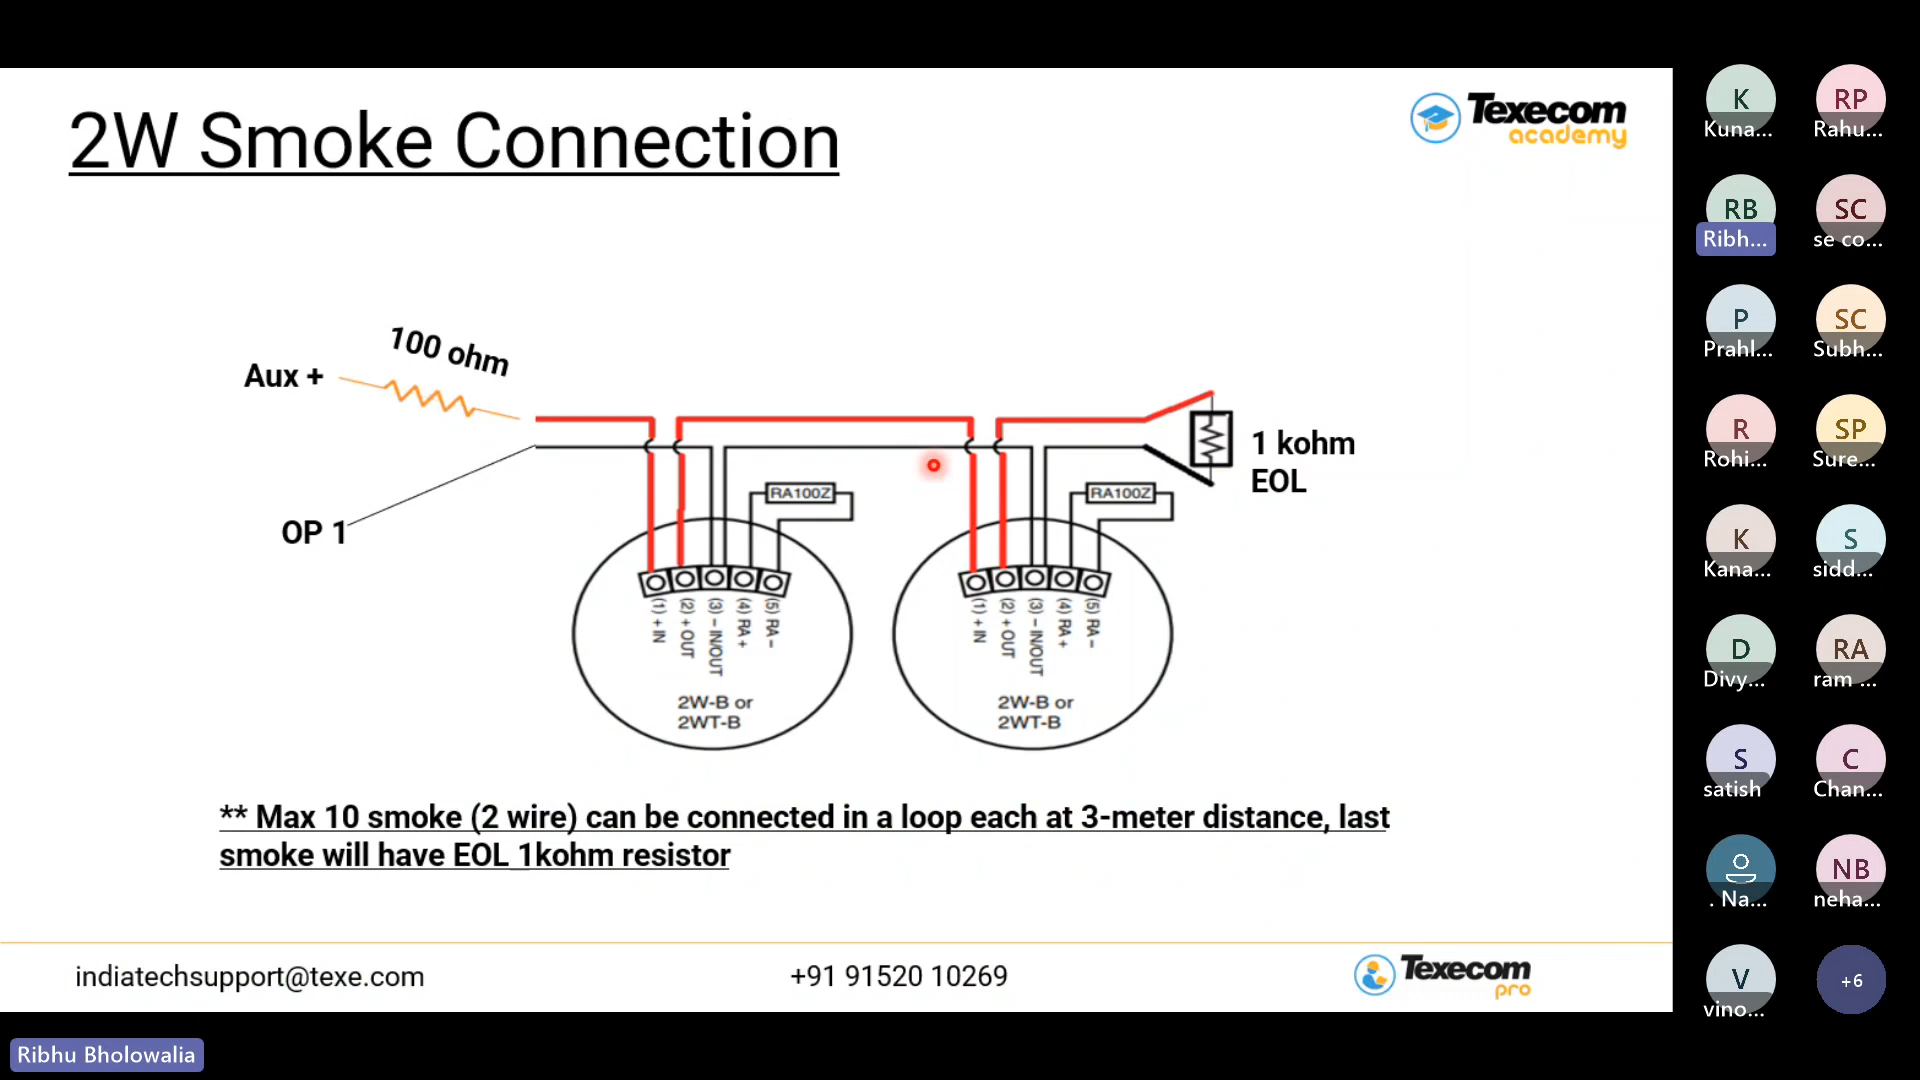 2W Smoke Connection
Texecom
academy
100 ohm
Aux +
OP 1
1 kohm
EOL
RA100Z
RA100Z
(1) + IN
(2) + OUT
(3) – IN/OUT
(4) RA +
(5) RA –
(1) + IN
(2) + OUT
(3) – IN/OUT
(4) RA +
(5) RA –
2W-B or
2WT-B
2W-B or
2WT-B
** Max 10 smoke (2 wire) can be connected in a loop each at 3-meter distance, last
smoke will have EOL 1kohm resistor
indiatechsupport@texe.com
+91 91520 10269
Texecom
pro
Ribhu Bholowalia
K
Kuna...
RP
Rahu...
RB
Ribh...
SC
se co...
P
Prahl...
SC
Subh...
R
Rohi...
SP
Sure...
K
Kana...
S
sidd...
D
Divy...
RA
ram ...
S
satish
C
Chan...
. Na...
NB
neha...
V
vino...
+6